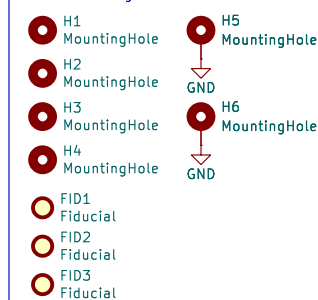 H1
MountingHole
H2
MountingHole
H3
MountingHole
H4
MountingHole
FID1
Fiducial
FID2
Fiducial
FID3
Fiducial
H5
MountingHole
GND
H6
MountingHole
GND